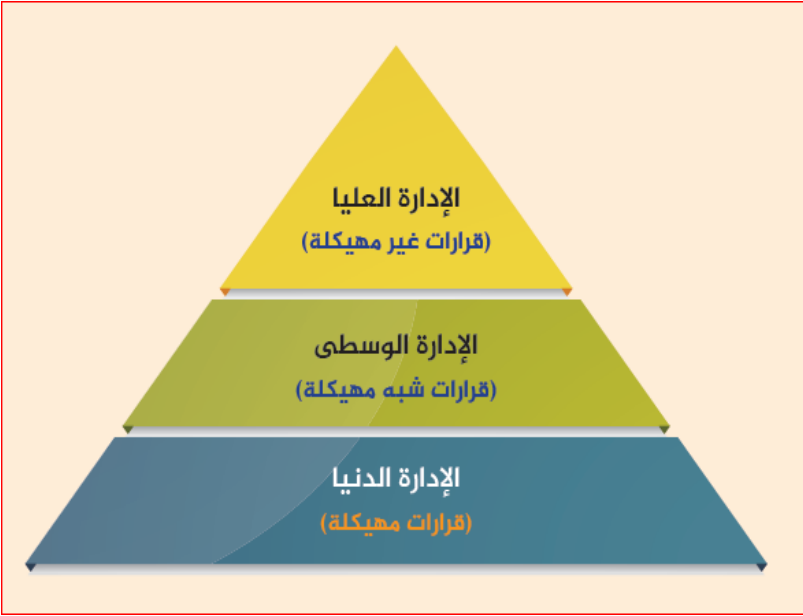 الإدارة العليا
(قرارات غير مهيكلة)
الإدارة الوسطى
(قرارات شبه مهيكلة)
الإدارة الدنيا
(قرارات مهيكلة)